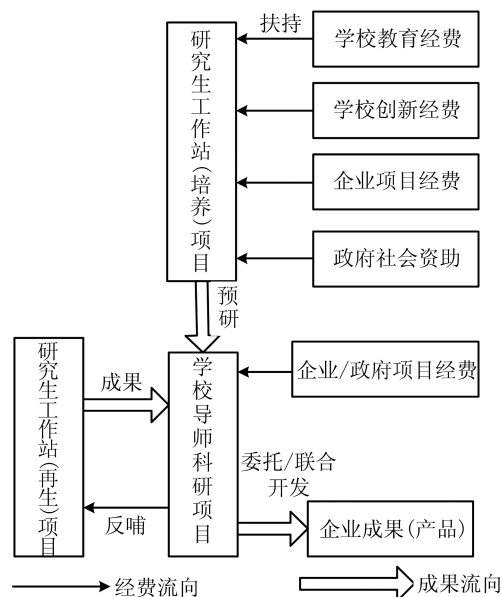 研究生工作站(培养)项目
扶持
学校教育经费
学校创新经费
企业项目经费
政府社会资助
预研
研究生工作站(再生)项目
成果
反哺
学校导师科研项目
企业/政府项目经费
委托/联合
开发
企业成果(产品)
经费流向
成果流向